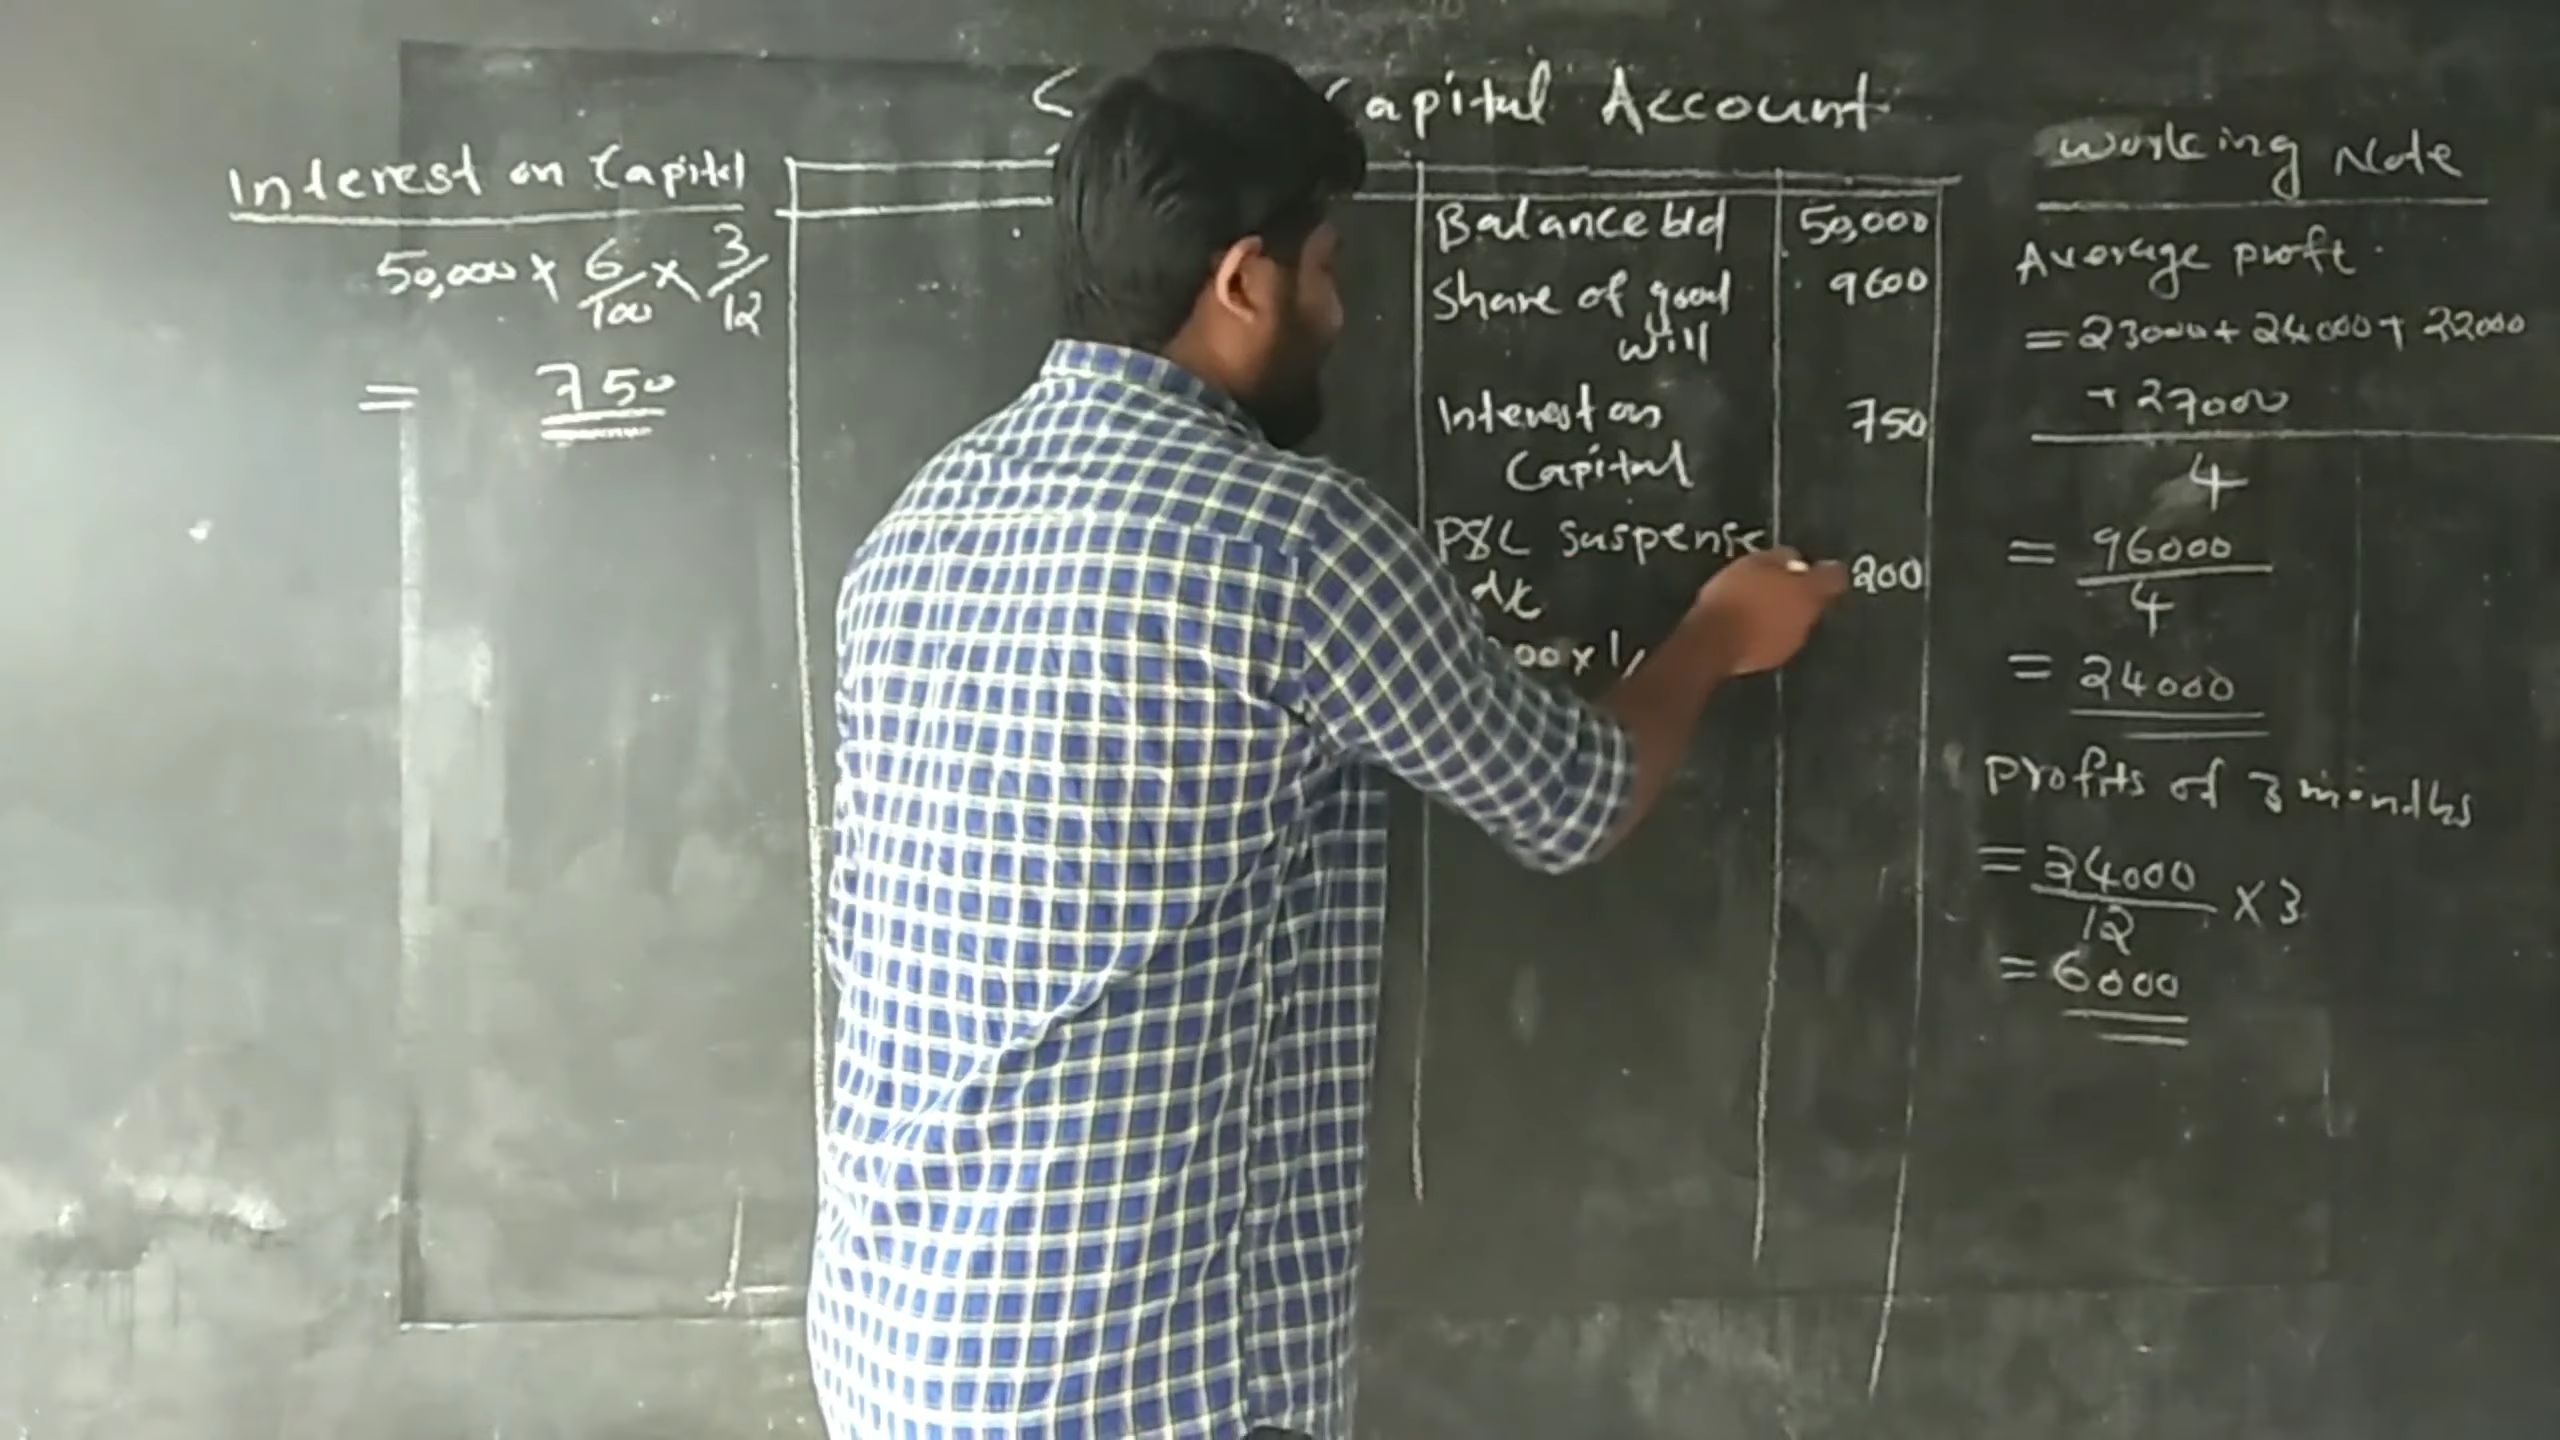 Capital Account
Interest on Capital
50,000 x 6/100 x 3/12
= 750
Balance b/d 50,000
Share of good 9600
will
Interest on 750
Capital
P&L Suspense
A/c 200
00 x 1/
Working Note
Average profit.
= 23000 + 24000 + 22000
+ 27000
4
= 96000
4
= 24000
Profits of 3 months
= 24000 x 3
12
= 6000